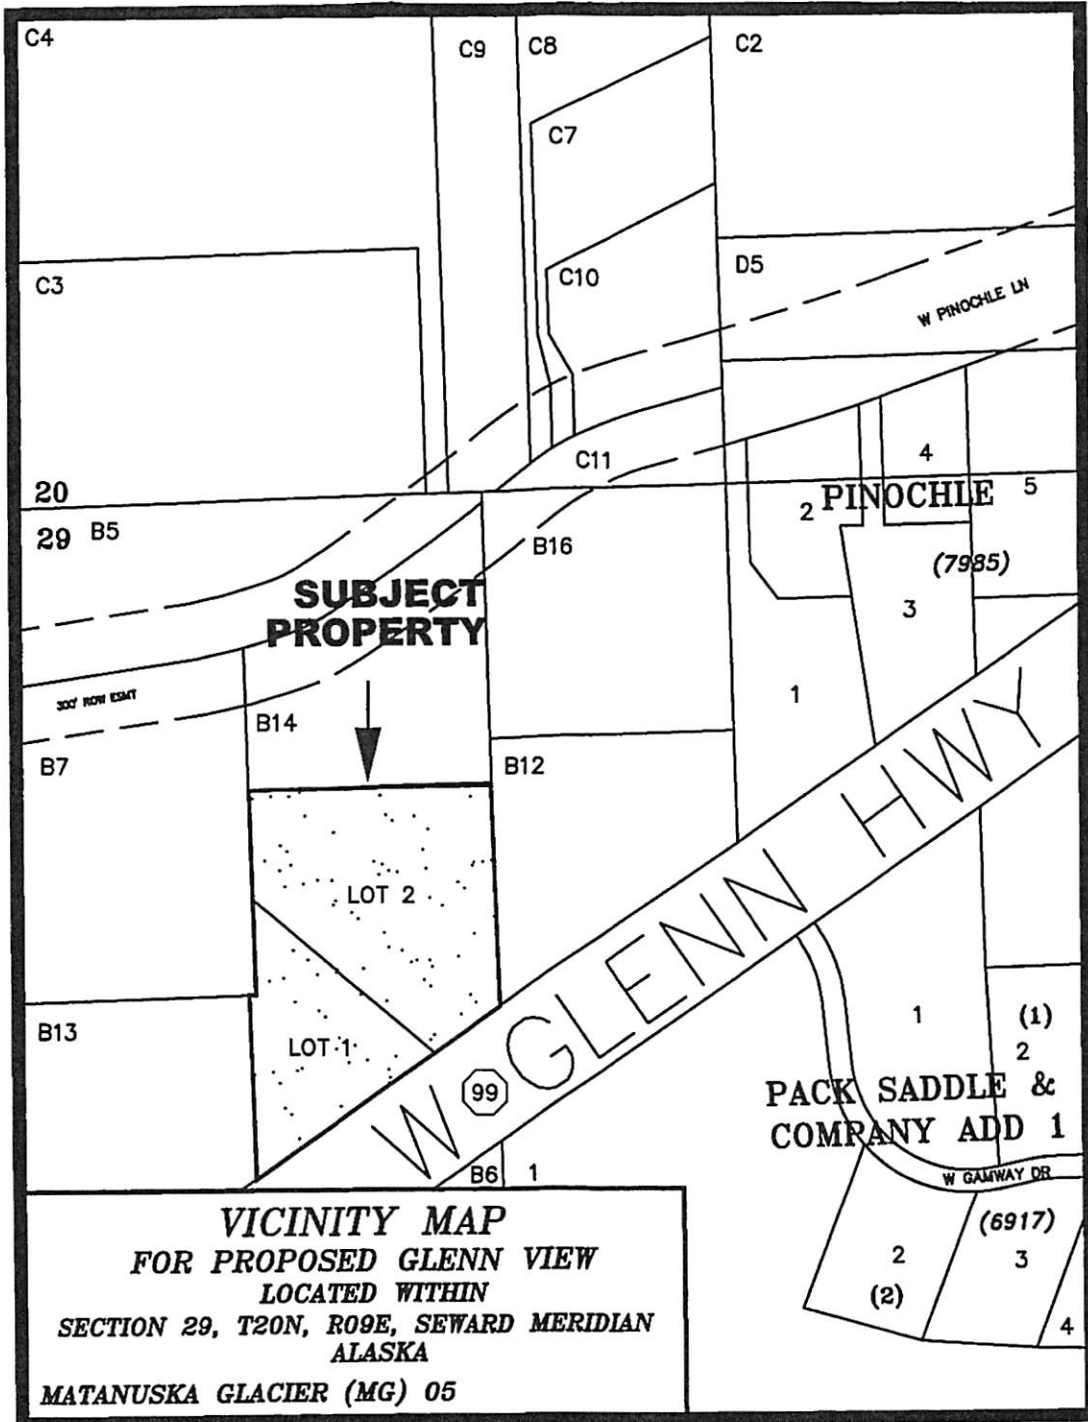 C4
C9
C8
C2
C7
C3
C10
D5
W PINOCHLE LN
C11
4
20
PINOCHLE
5
29
B5
2
B16
(7985)
SUBJECT
PROPERTY
3
300' ROW ESMT
1
B14
B7
B12
LOT 2
W GLENN HWY
99
B13
LOT 1
1
(1)
2
PACK SADDLE &
COMPANY ADD 1
B6
1
W GAMWAY DR
(6917)
2
3
(2)
4
VICINITY MAP
FOR PROPOSED GLENN VIEW
LOCATED WITHIN
SECTION 29, T20N, R09E, SEWARD MERIDIAN
ALASKA
MATANUSKA GLACIER (MG) 05